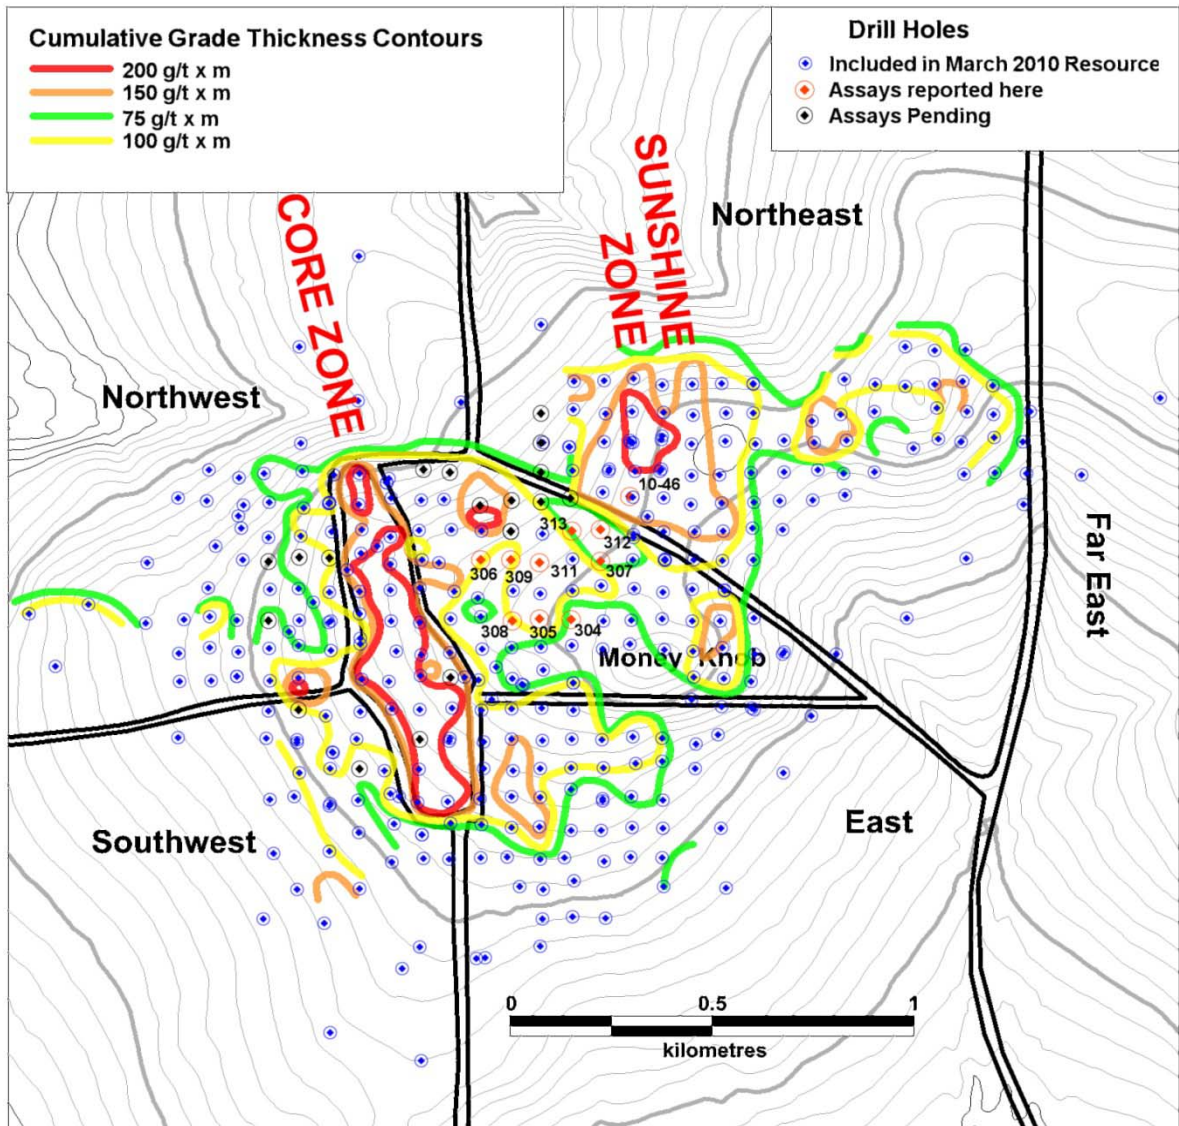 Cumulative Grade Thickness Contours
200 g/t x m
150 g/t x m
75 g/t x m
100 g/t x m
Drill Holes
Included in March 2010 Resource
Assays reported here
Assays Pending
CORE ZONE
SUNSHINE
ZONE
Northeast
Northwest
10-46
313
312
306
309
311
307
308
305
304
Money Knob
Far East
Southwest
East
0
0.5
1
kilometres